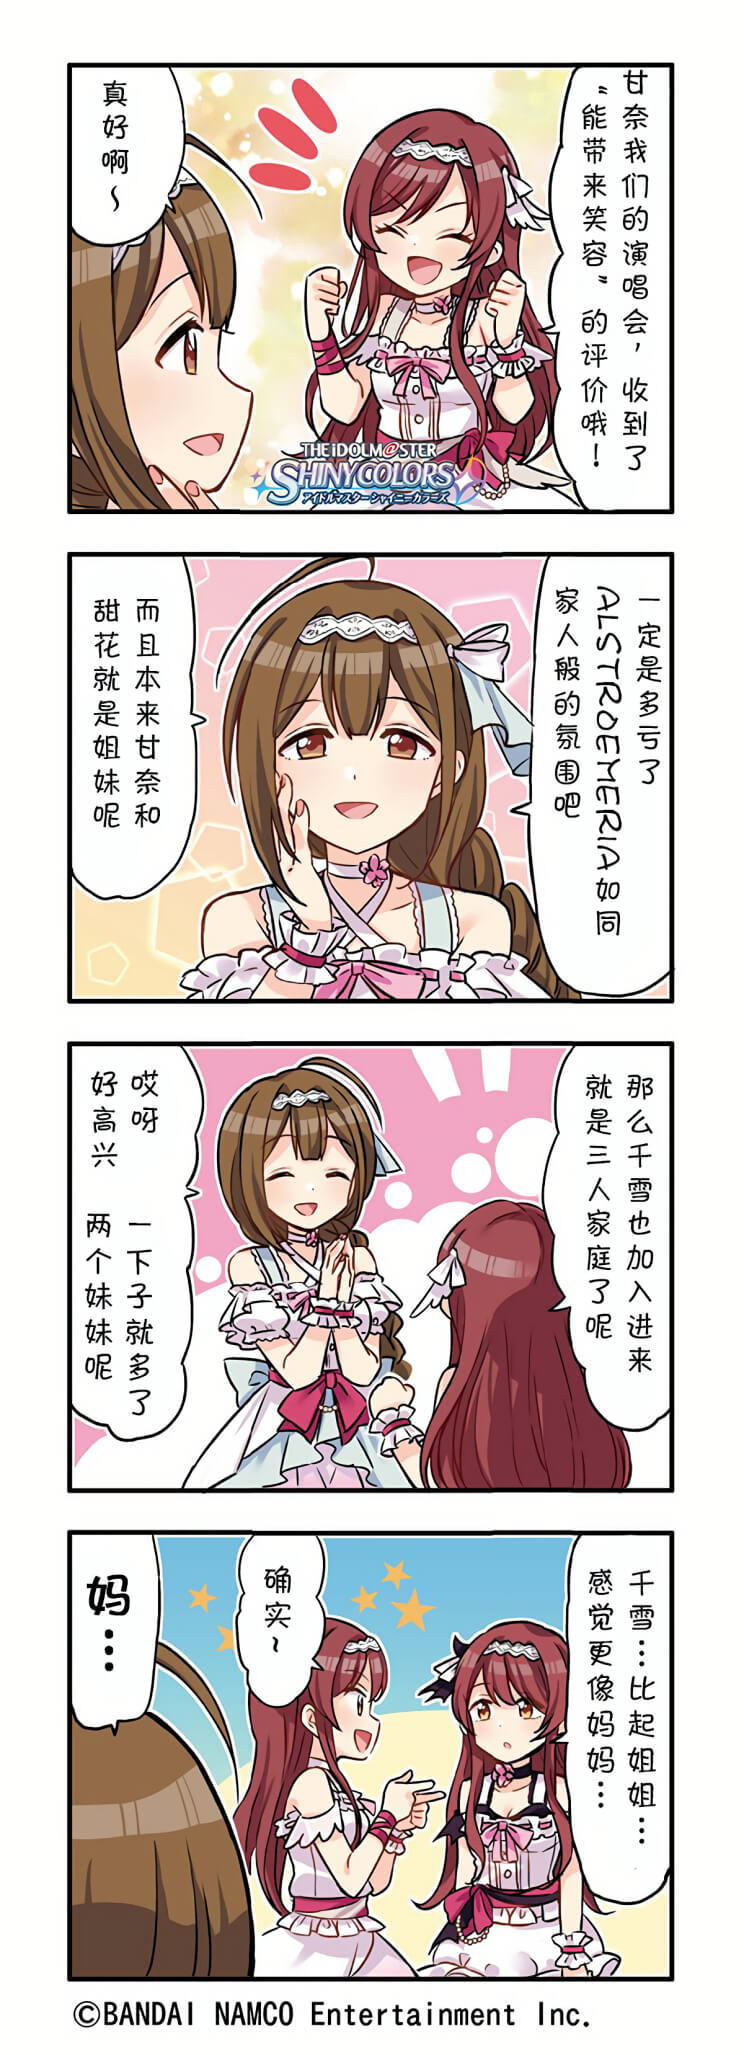 甘奈我们的演唱会，收到了
“能带来笑容”的评价哦！
真好啊～
THE iDOLM@STER
SHINYCOLORS
アイドルマスターシャイニーカラーズ
一定是多亏了
ALSTROEMERIA如同
家人般的氛围吧
而且本来甘奈和
甜花就是姐妹呢
那么千雪也加入进来
就是三人家庭了呢
哎呀
好高兴
一下子就多了
两个妹妹呢
千雪…比起姐姐…
感觉更像妈妈…
确实～
妈…
©BANDAI NAMCO Entertainment Inc.